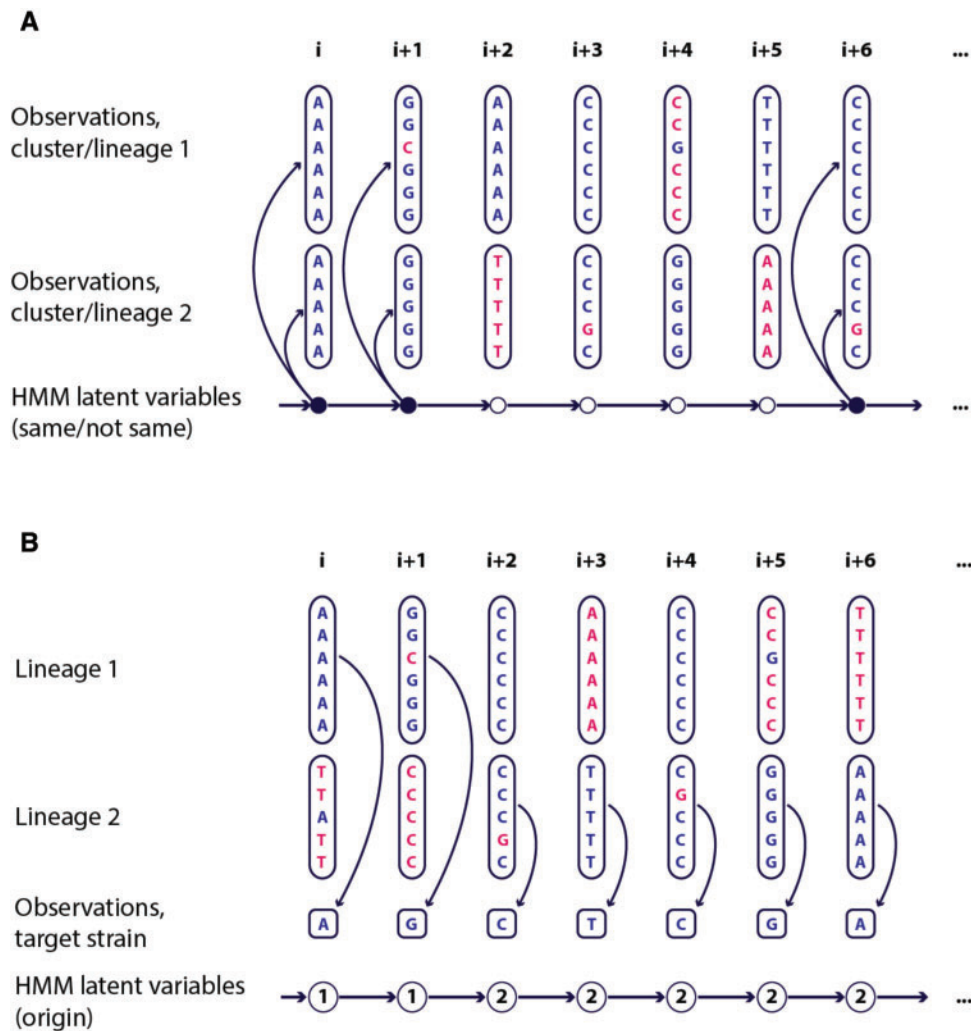 A
i i+1 i+2 i+3 i+4 i+5 i+6 ...
Observations,
cluster/lineage 1
A G A C C T C
A G A C C T C
A C A C G T C
A G A C C T C
A G A C C T C
A G A C C T C
Observations,
cluster/lineage 2
A G T C G A C
A G T C G A C
A G T C G A C
A G T G G A G
A G T C G A C
HMM latent variables
(same/not same)
...
B
i i+1 i+2 i+3 i+4 i+5 i+6 ...
Lineage 1
A G C A C C T
A G C A C C T
A C C A C G T
A G C A C C T
A G C A C C T
A G C A C C T
Lineage 2
T C C T C G A
T C C T G G A
A C C T C G A
T C G T C G A
T C C T C G A
Observations,
target strain
A G C T C G A
HMM latent variables
(origin)
1 1 2 2 2 2 2 ...